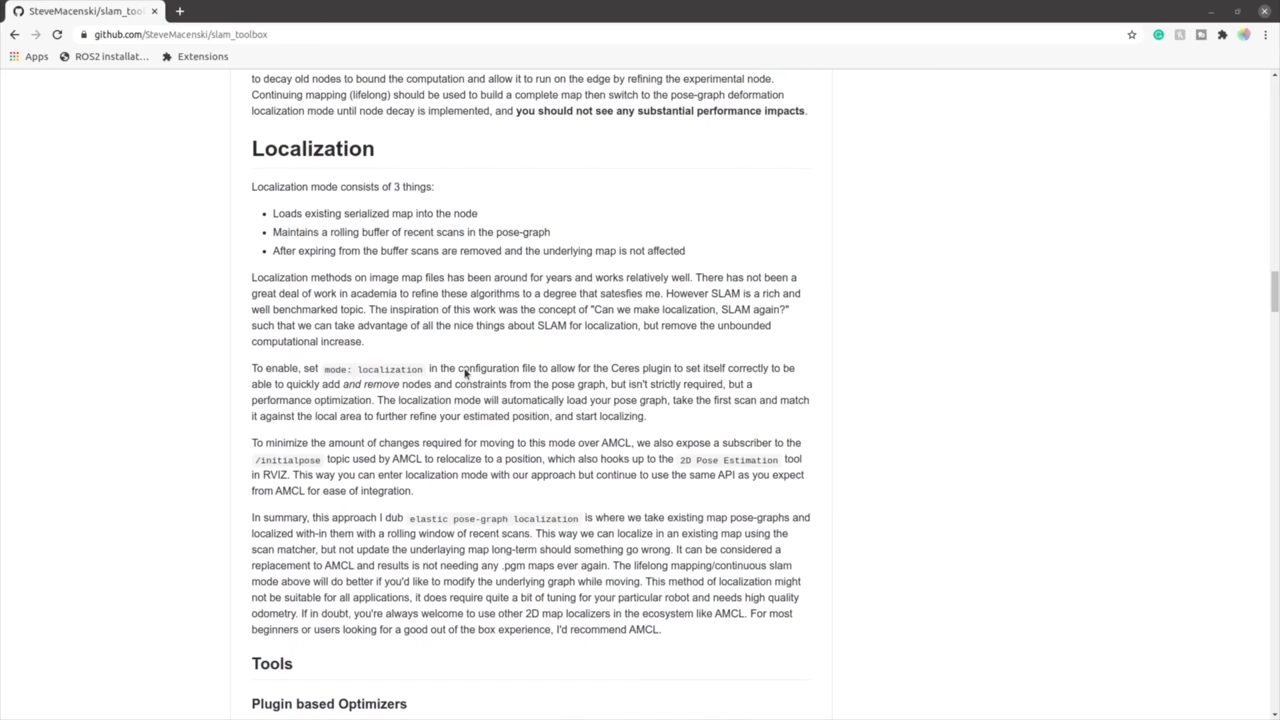 SteveMacenski/slam_tool
github.com/SteveMacenski/slam_toolbox
Apps
ROS2 installat...
Extensions
to decay old nodes to bound the computation and allow it to run on the edge by refining the experimental node.
Continuing mapping (lifelong) should be used to build a complete map then switch to the pose-graph deformation
localization mode until node decay is implemented, and you should not see any substantial performance impacts.
Localization
Localization mode consists of 3 things:
• Loads existing serialized map into the node
• Maintains a rolling buffer of recent scans in the pose-graph
• After expiring from the buffer scans are removed and the underlying map is not affected
Localization methods on image map files has been around for years and works relatively well. There has not been a
great deal of work in academia to refine these algorithms to a degree that satesfies me. However SLAM is a rich and
well benchmarked topic. The inspiration of this work was the concept of "Can we make localization, SLAM again?"
such that we can take advantage of all the nice things about SLAM for localization, but remove the unbounded
computational increase.
To enable, set mode: localization in the configuration file to allow for the Ceres plugin to set itself correctly to be
able to quickly add and remove nodes and constraints from the pose graph, but isn't strictly required, but a
performance optimization. The localization mode will automatically load your pose graph, take the first scan and match
it against the local area to further refine your estimated position, and start localizing.
To minimize the amount of changes required for moving to this mode over AMCL, we also expose a subscriber to the
/initialpose topic used by AMCL to relocalize to a position, which also hooks up to the 2D Pose Estimation tool
in RVIZ. This way you can enter localization mode with our approach but continue to use the same API as you expect
from AMCL for ease of integration.
In summary, this approach I dub elastic pose-graph localization is where we take existing map pose-graphs and
localized with-in them with a rolling window of recent scans. This way we can localize in an existing map using the
scan matcher, but not update the underlaying map long-term should something go wrong. It can be considered a
replacement to AMCL and results is not needing any .pgm maps ever again. The lifelong mapping/continuous slam
mode above will do better if you'd like to modify the underlying graph while moving. This method of localization might
not be suitable for all applications, it does require quite a bit of tuning for your particular robot and needs high quality
odometry. If in doubt, you're always welcome to use other 2D map localizers in the ecosystem like AMCL. For most
beginners or users looking for a good out of the box experience, I'd recommend AMCL.
Tools
Plugin based Optimizers